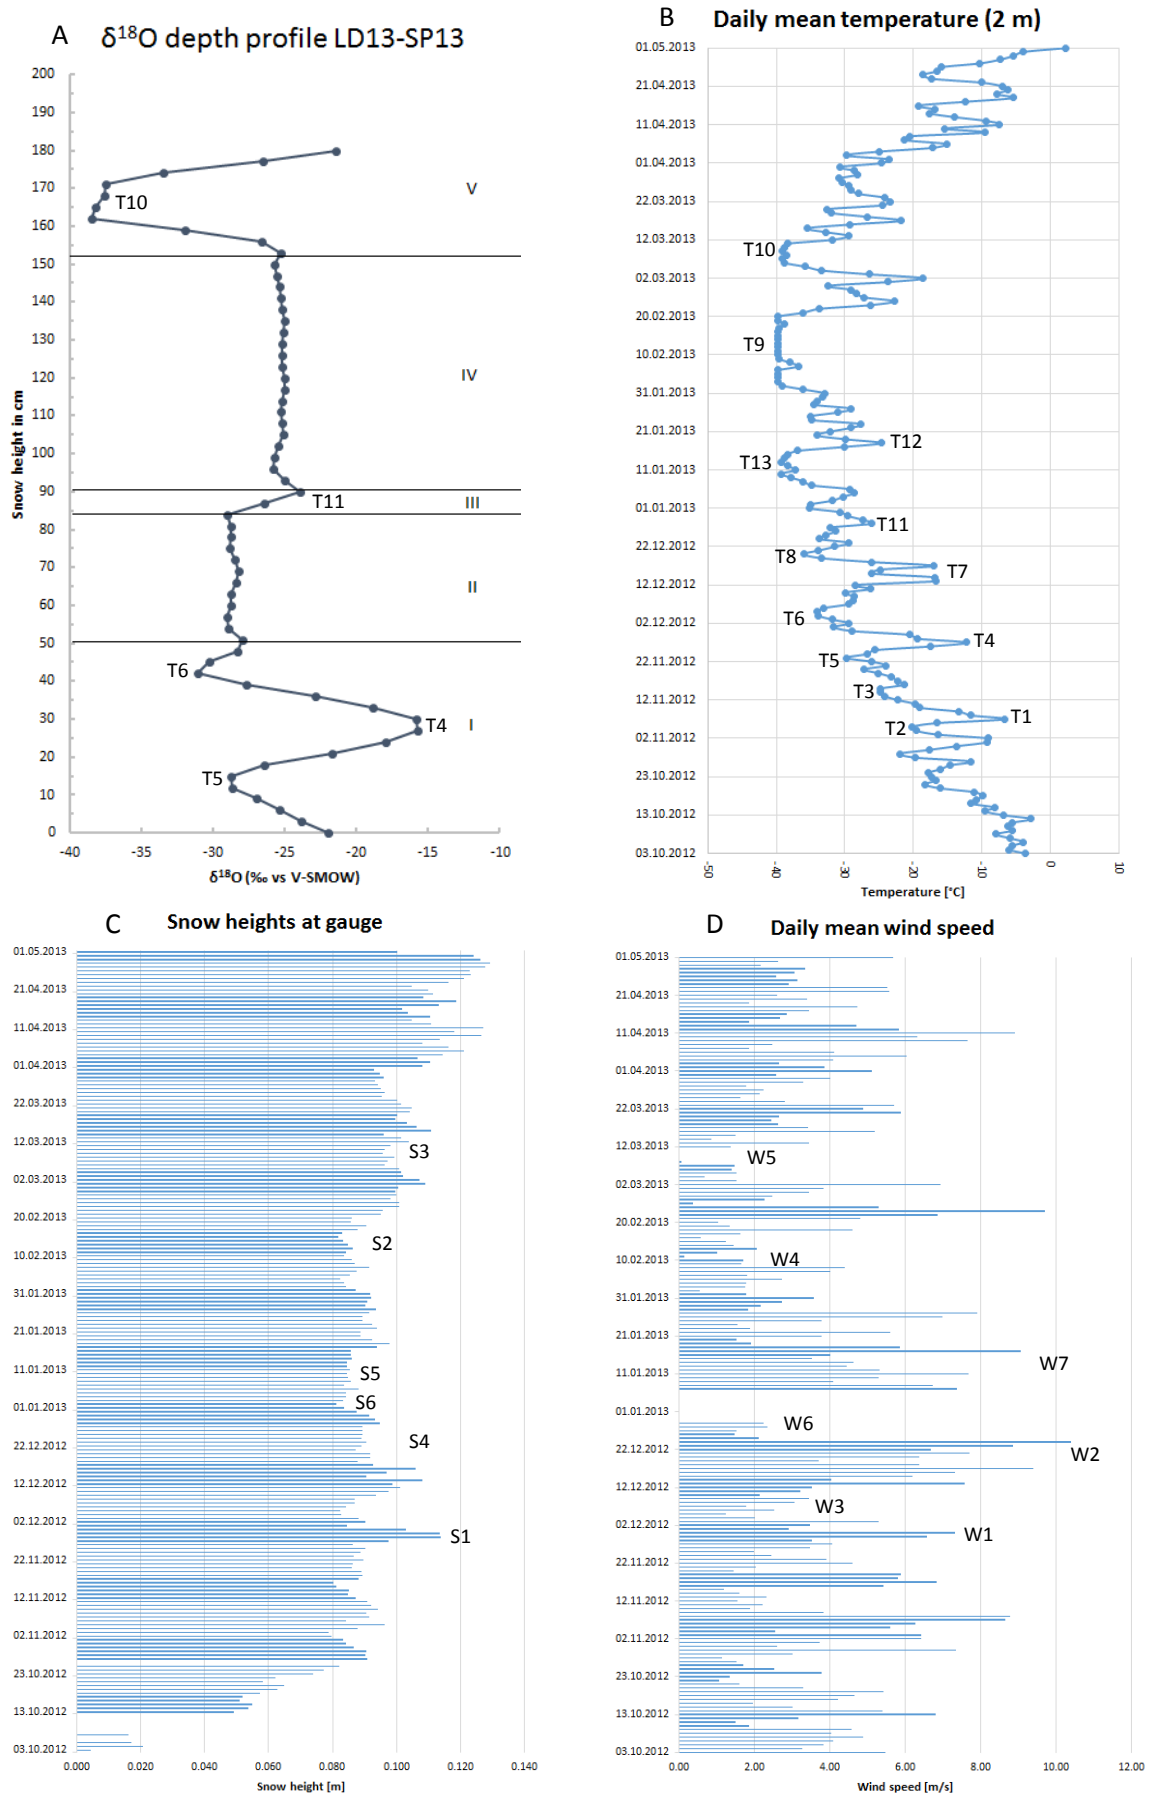 A
δ¹⁸O depth profile LD13-SP13
200
190
180
170
160
150
140
130
120
110
100
90
80
70
60
50
40
30
20
10
0
Snow height in cm
T10
V
IV
T11
III
II
T6
T4
I
T5
-40
-35
-30
-25
-20
-15
-10
δ¹⁸O (‰ vs V-SMOW)
B
Daily mean temperature (2 m)
01.05.2013
21.04.2013
11.04.2013
01.04.2013
22.03.2013
12.03.2013
02.03.2013
20.02.2013
10.02.2013
31.01.2013
21.01.2013
11.01.2013
01.01.2013
22.12.2012
12.12.2012
02.12.2012
22.11.2012
12.11.2012
02.11.2012
23.10.2012
13.10.2012
03.10.2012
T10
T9
T12
T13
T11
T8
T7
T6
T4
T5
T3
T1
T2
-50
-40
-30
-20
-10
0
10
Temperature [°C]
C
Snow heights at gauge
01.05.2013
21.04.2013
11.04.2013
01.04.2013
22.03.2013
12.03.2013
02.03.2013
20.02.2013
10.02.2013
31.01.2013
21.01.2013
11.01.2013
01.01.2013
22.12.2012
12.12.2012
02.12.2012
22.11.2012
12.11.2012
02.11.2012
23.10.2012
13.10.2012
03.10.2012
S3
S2
S5
S6
S4
S1
0.000
0.020
0.040
0.060
0.080
0.100
0.120
0.140
Snow height [m]
D
Daily mean wind speed
01.05.2013
21.04.2013
11.04.2013
01.04.2013
22.03.2013
12.03.2013
02.03.2013
20.02.2013
10.02.2013
31.01.2013
21.01.2013
11.01.2013
01.01.2013
22.12.2012
12.12.2012
02.12.2012
22.11.2012
12.11.2012
02.11.2012
23.10.2012
13.10.2012
03.10.2012
W5
W4
W7
W6
W2
W3
W1
0.00
2.00
4.00
6.00
8.00
10.00
12.00
Wind speed [m/s]